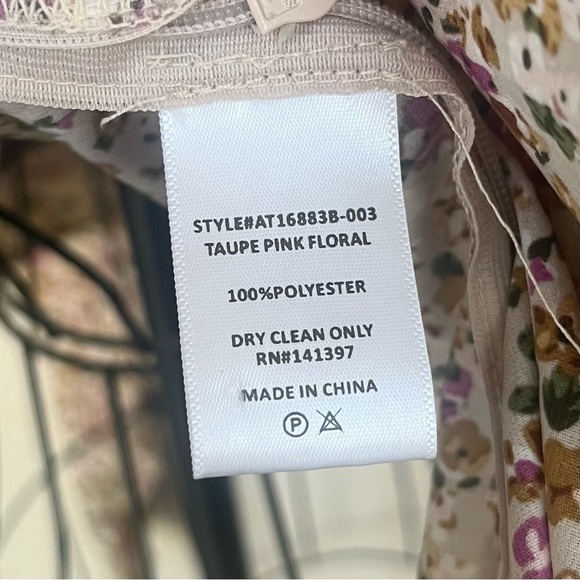 STYLE#AT16883B-003
TAUPE PINK FLORAL
100%POLYESTER
DRY CLEAN ONLY
RN#141397
MADE IN CHINA
P